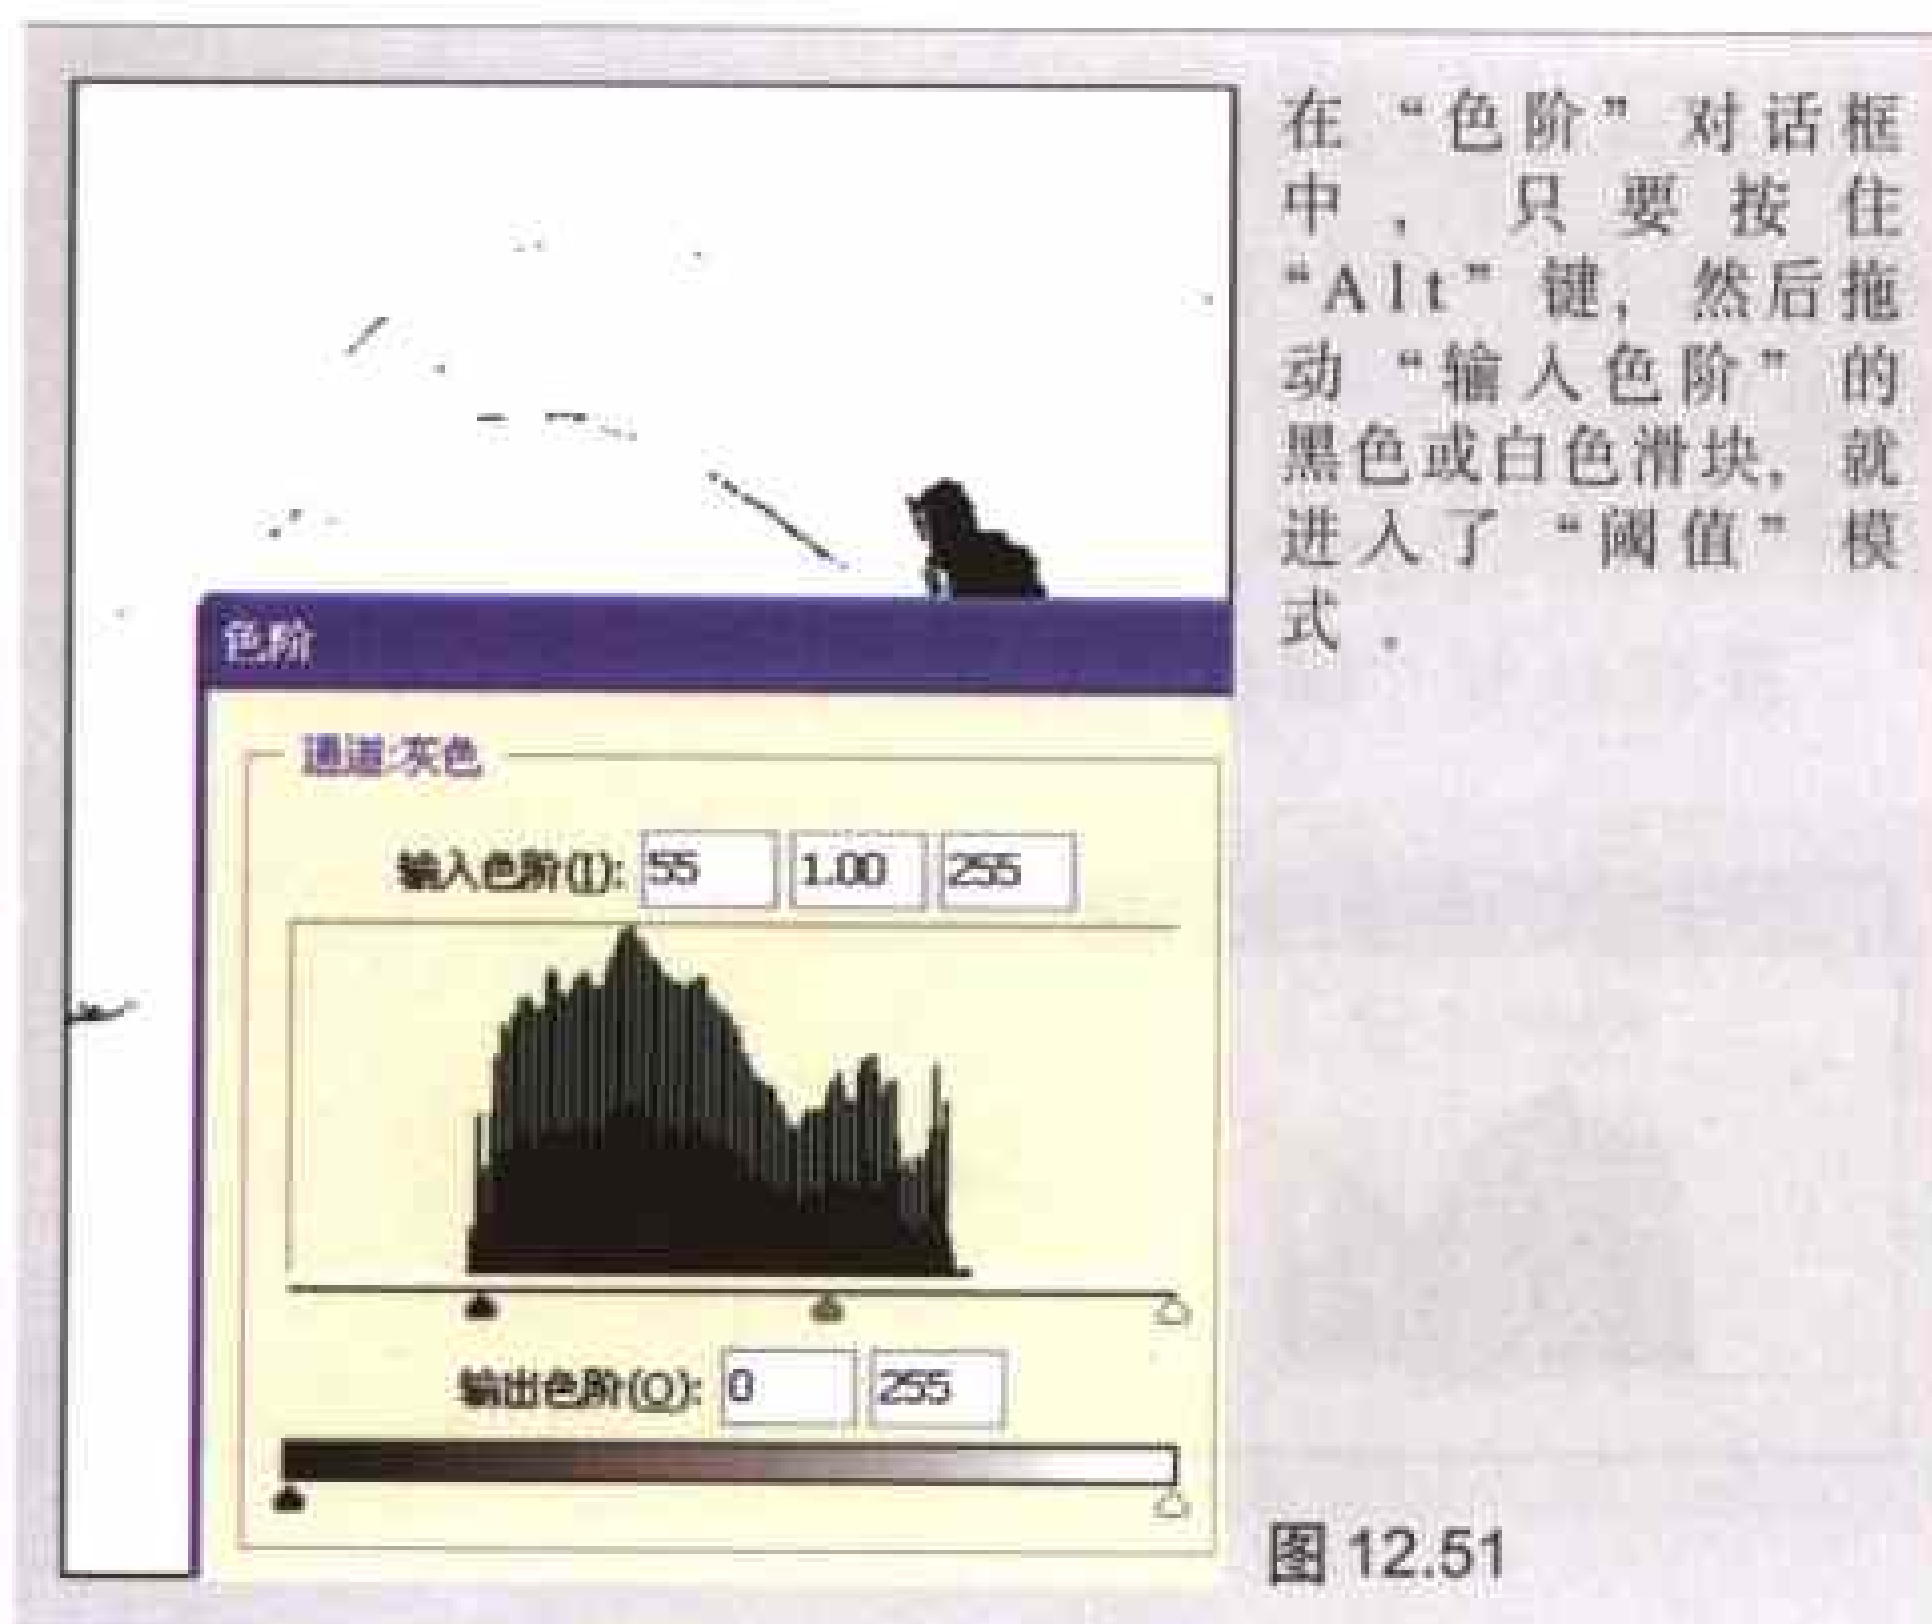 在“色阶”对话框
中，只要按住
“Alt”键，然后拖
动“输入色阶”的
黑色或白色滑块，就
进入了“阈值”模
式．
色阶
通道:灰色
输入色阶(I): 55 1.00 255
输出色阶(O): 0 255
图 12.51